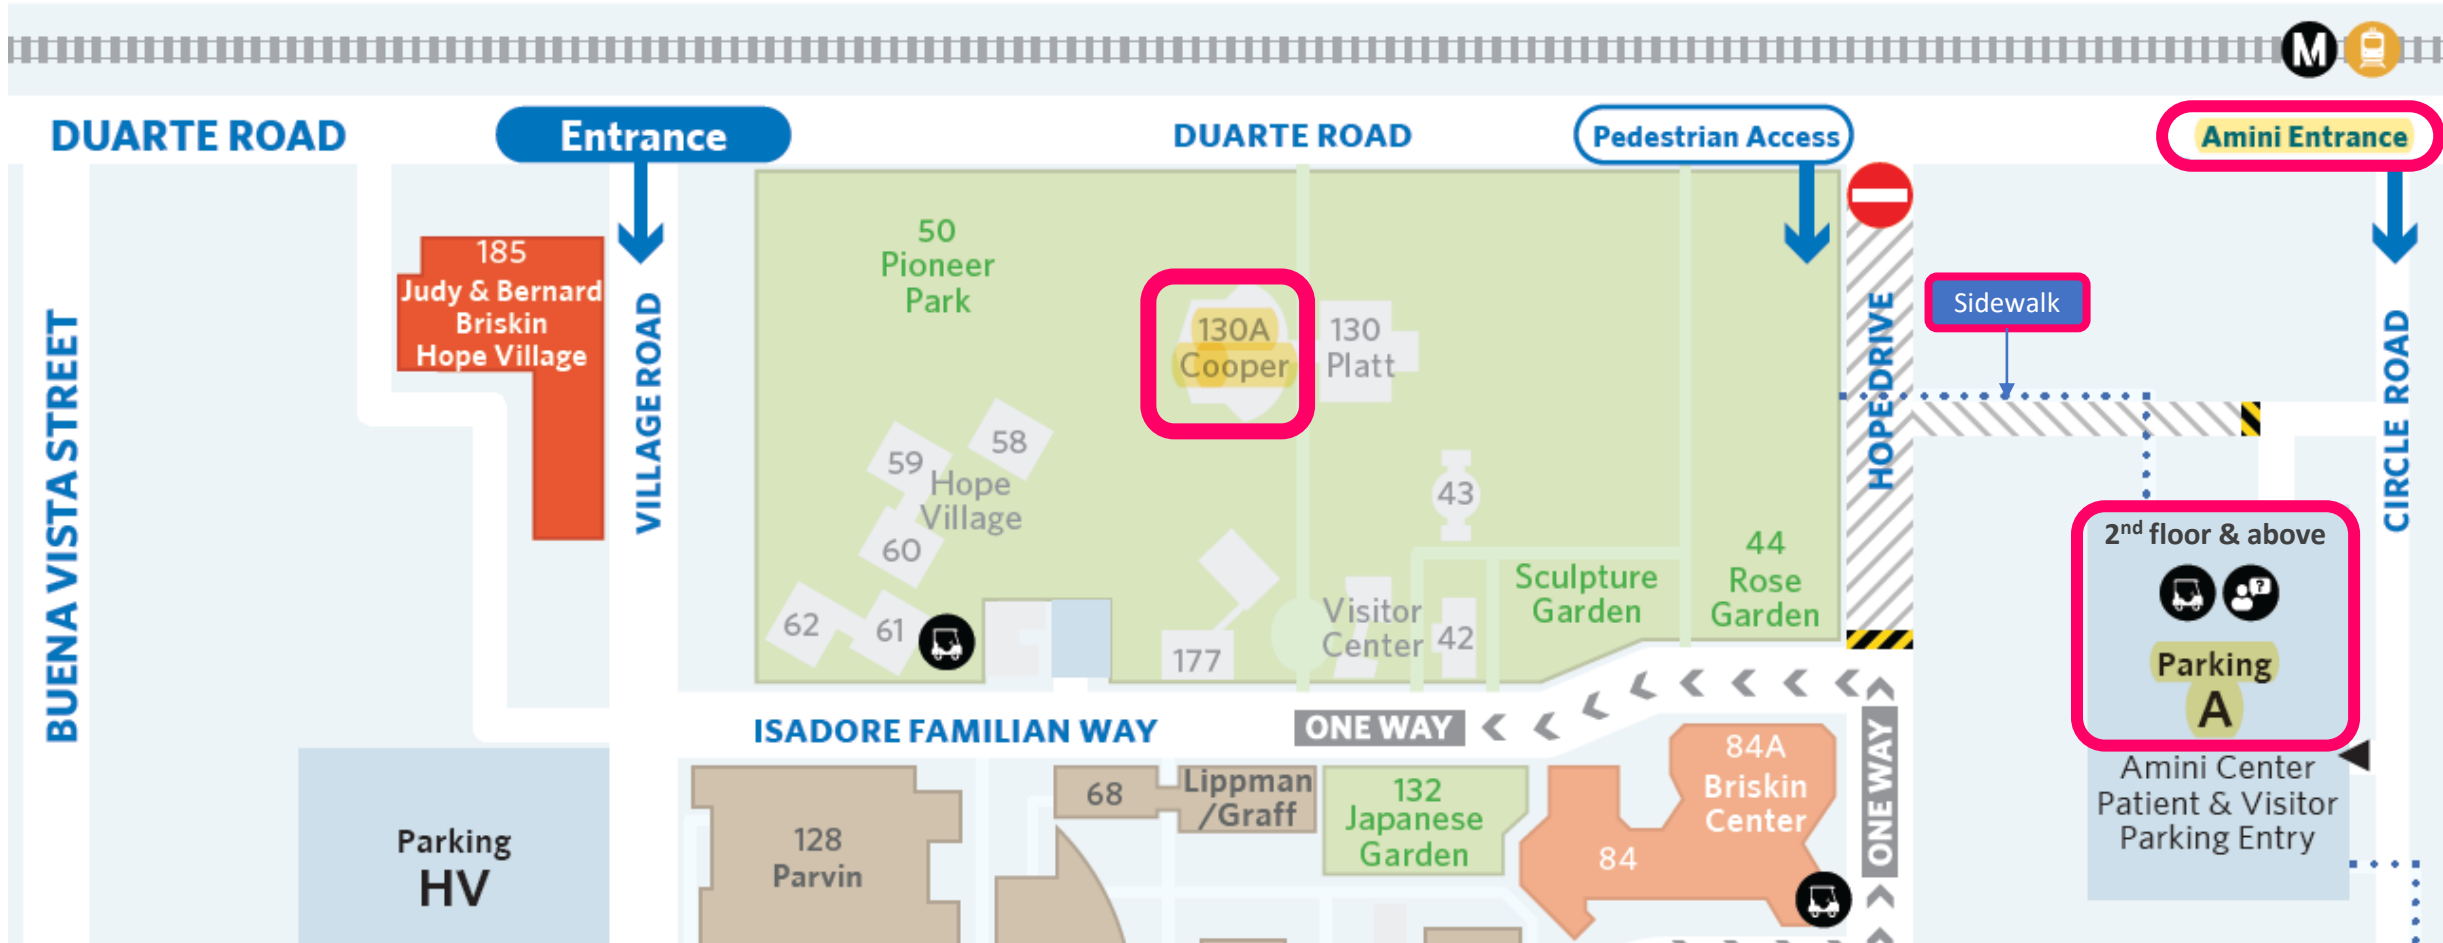 M
DUARTE ROAD
Entrance
DUARTE ROAD
Pedestrian Access
Amini Entrance
185
Judy & Bernard
Briskin
Hope Village
50
Pioneer
Park
130A
Cooper
130
Platt
Sidewalk
BUENA VISTA STREET
VILLAGE ROAD
HOPE DRIVE
CIRCLE ROAD
58
59
Hope
Village
60
62
61
43
177
Visitor
Center
42
Sculpture
Garden
44
Rose
Garden
2nd floor & above
?
Parking
A
Amini Center
Patient & Visitor
Parking Entry
ISADORE FAMILIAN WAY
ONE WAY
ONE WAY
Parking
HV
128
Parvin
68
Lippman
/Graff
132
Japanese
Garden
84A
Briskin
Center
84